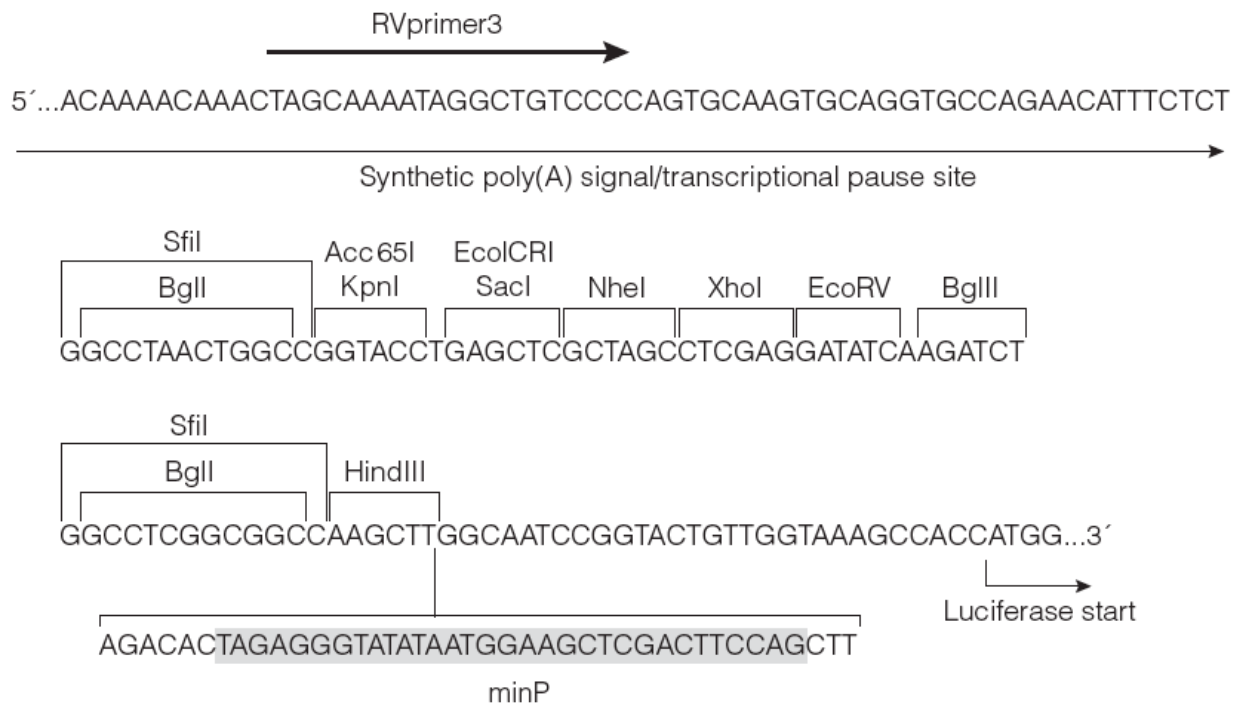 RVprimer3
5´...ACAAAACAAACTAGCAAAATAGGCTGTCCCCAGTGCAAGTGCAGGTGCCAGAACATTTCTCT
Synthetic poly(A) signal/transcriptional pause site
SfiI
Acc65I EcoICRI
BglI KpnI SacI NheI XhoI EcoRV BglII
GGCCTAACTGGCCGGTACCTGAGCTCGCTAGCCTCGAGGATATCAAGATCT
SfiI
BglI HindIII
GGCCTCGGCGGCCAAGCTTGGCAATCCGGTACTGTTGGTAAAGCCACCATGG...3´
Luciferase start
AGACACTAGAGGGTATATAATGGAAGCTCGACTTCCAGCTT
minP